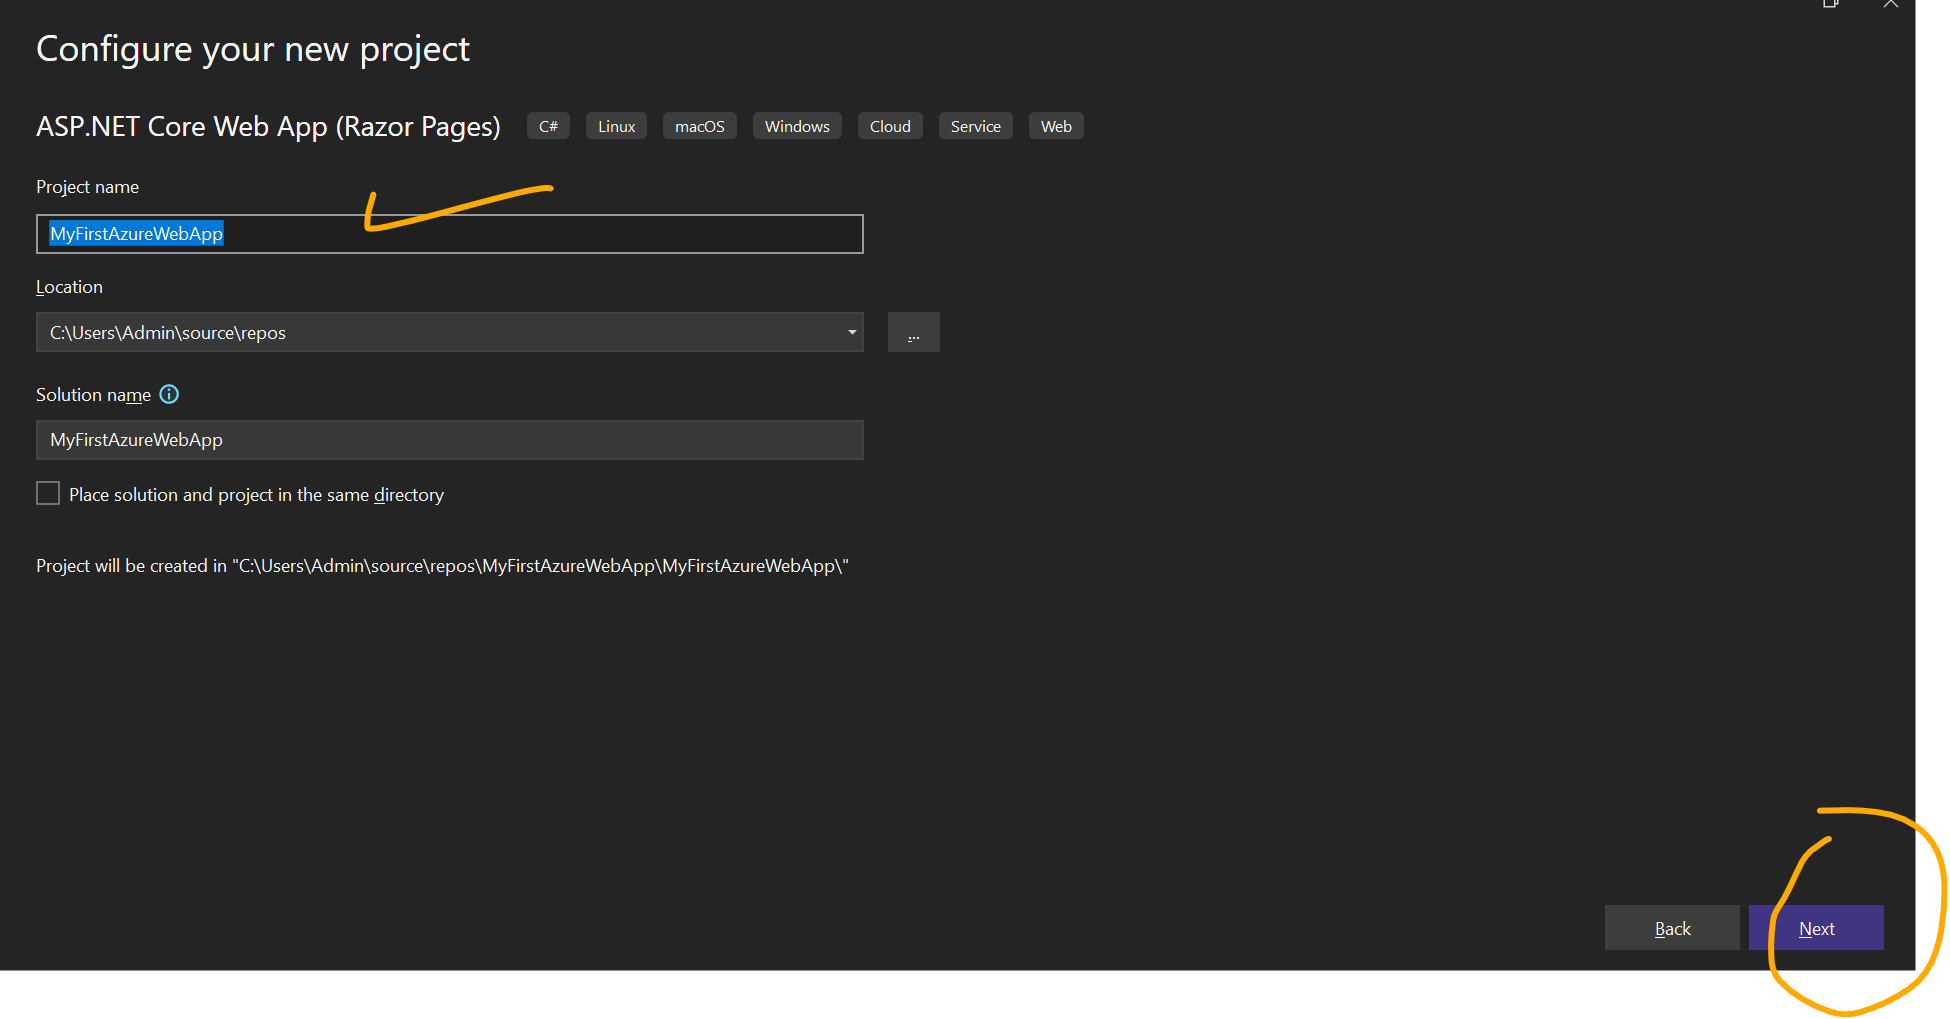 Configure your new project
ASP.NET Core Web App (Razor Pages) C# Linux macOS Windows Cloud Service Web
Project name
MyFirstAzureWebApp
Location
C:\Users\Admin\source\repos ...
Solution name
MyFirstAzureWebApp
Place solution and project in the same directory
Project will be created in "C:\Users\Admin\source\repos\MyFirstAzureWebApp\MyFirstAzureWebApp\"
Back Next